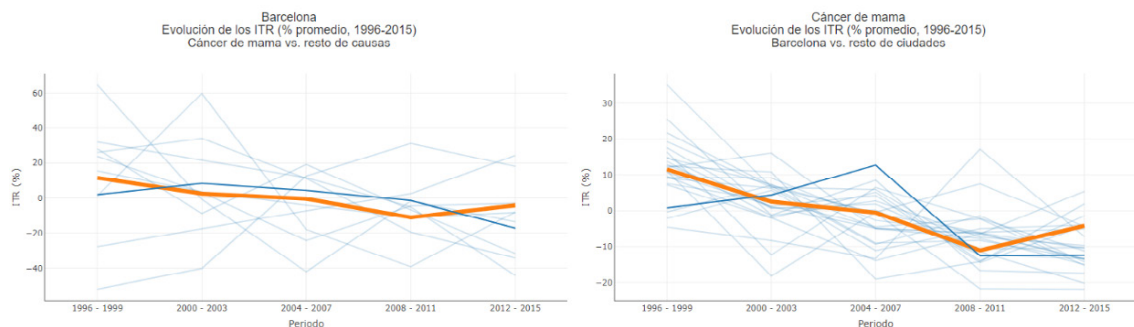 Barcelona
Evolución de los ITR (% promedio, 1996-2015)
Cáncer de mama vs. resto de causas
ITR (%)
60
40
20
0
−20
−40
1996 - 1999
2000 - 2003
2004 - 2007
2008 - 2011
2012 - 2015
Periodo
Cáncer de mama
Evolución de los ITR (% promedio, 1996-2015)
Barcelona vs. resto de ciudades
ITR (%)
30
20
10
0
−10
−20
1996 - 1999
2000 - 2003
2004 - 2007
2008 - 2011
2012 - 2015
Periodo